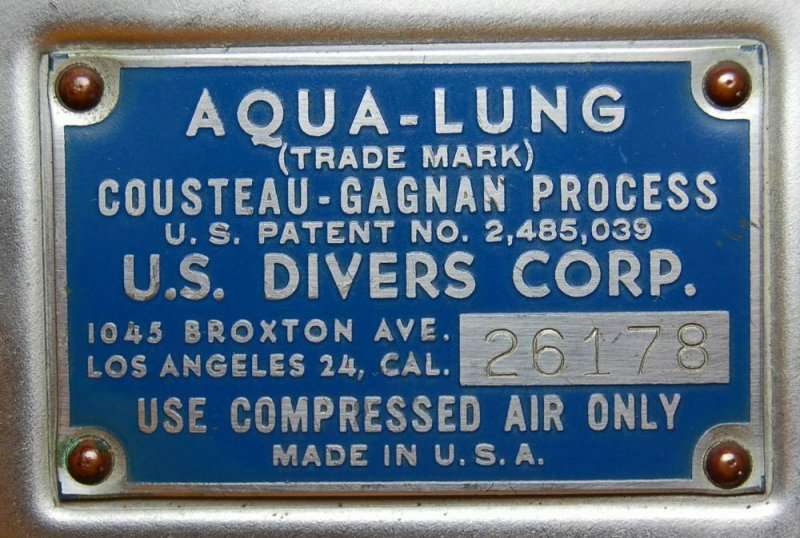 AQUA-LUNG
(TRADE MARK)
COUSTEAU-GAGNAN PROCESS
U. S. PATENT NO. 2,485,039
U.S. DIVERS CORP.
1045 BROXTON AVE.
LOS ANGELES 24, CAL.
26178
USE COMPRESSED AIR ONLY
MADE IN U. S. A.